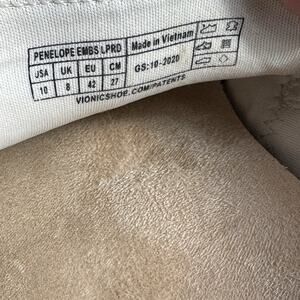 PENELOPE EMBS LPRD
Made in Vietnam
USA UK EU CM
10 8 42 27
GS:10-2020
VIONICSHOE.COM/PATENTS